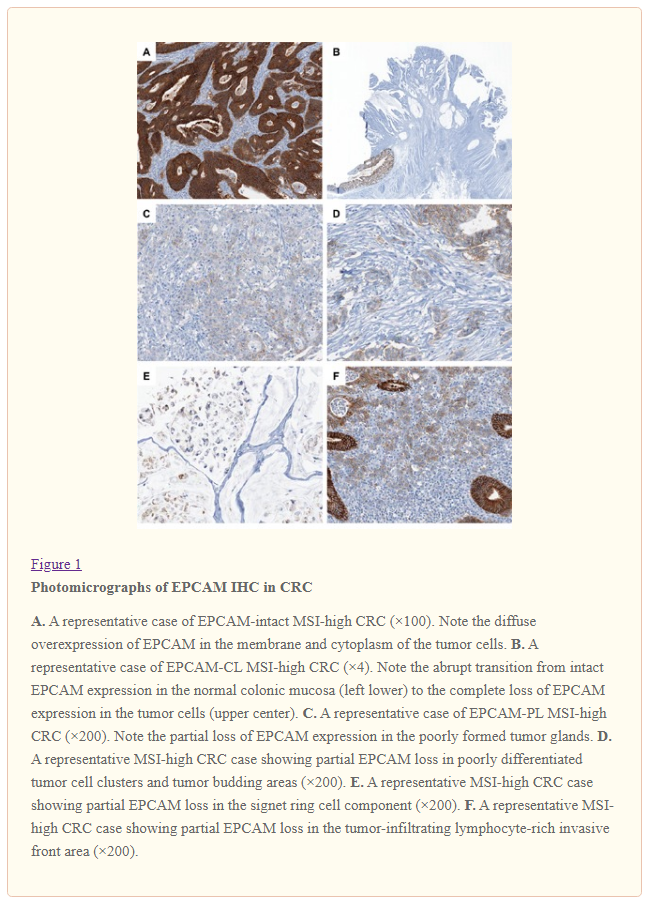 A
B
C
D
E
F
Figure 1
Photomicrographs of EPCAM IHC in CRC
A. A representative case of EPCAM-intact MSI-high CRC (×100). Note the diffuse
overexpression of EPCAM in the membrane and cytoplasm of the tumor cells. B. A
representative case of EPCAM-CL MSI-high CRC (×4). Note the abrupt transition from intact
EPCAM expression in the normal colonic mucosa (left lower) to the complete loss of EPCAM
expression in the tumor cells (upper center). C. A representative case of EPCAM-PL MSI-high
CRC (×200). Note the partial loss of EPCAM expression in the poorly formed tumor glands. D.
A representative MSI-high CRC case showing partial EPCAM loss in poorly differentiated
tumor cell clusters and tumor budding areas (×200). E. A representative MSI-high CRC case
showing partial EPCAM loss in the signet ring cell component (×200). F. A representative MSI-
high CRC case showing partial EPCAM loss in the tumor-infiltrating lymphocyte-rich invasive
front area (×200).